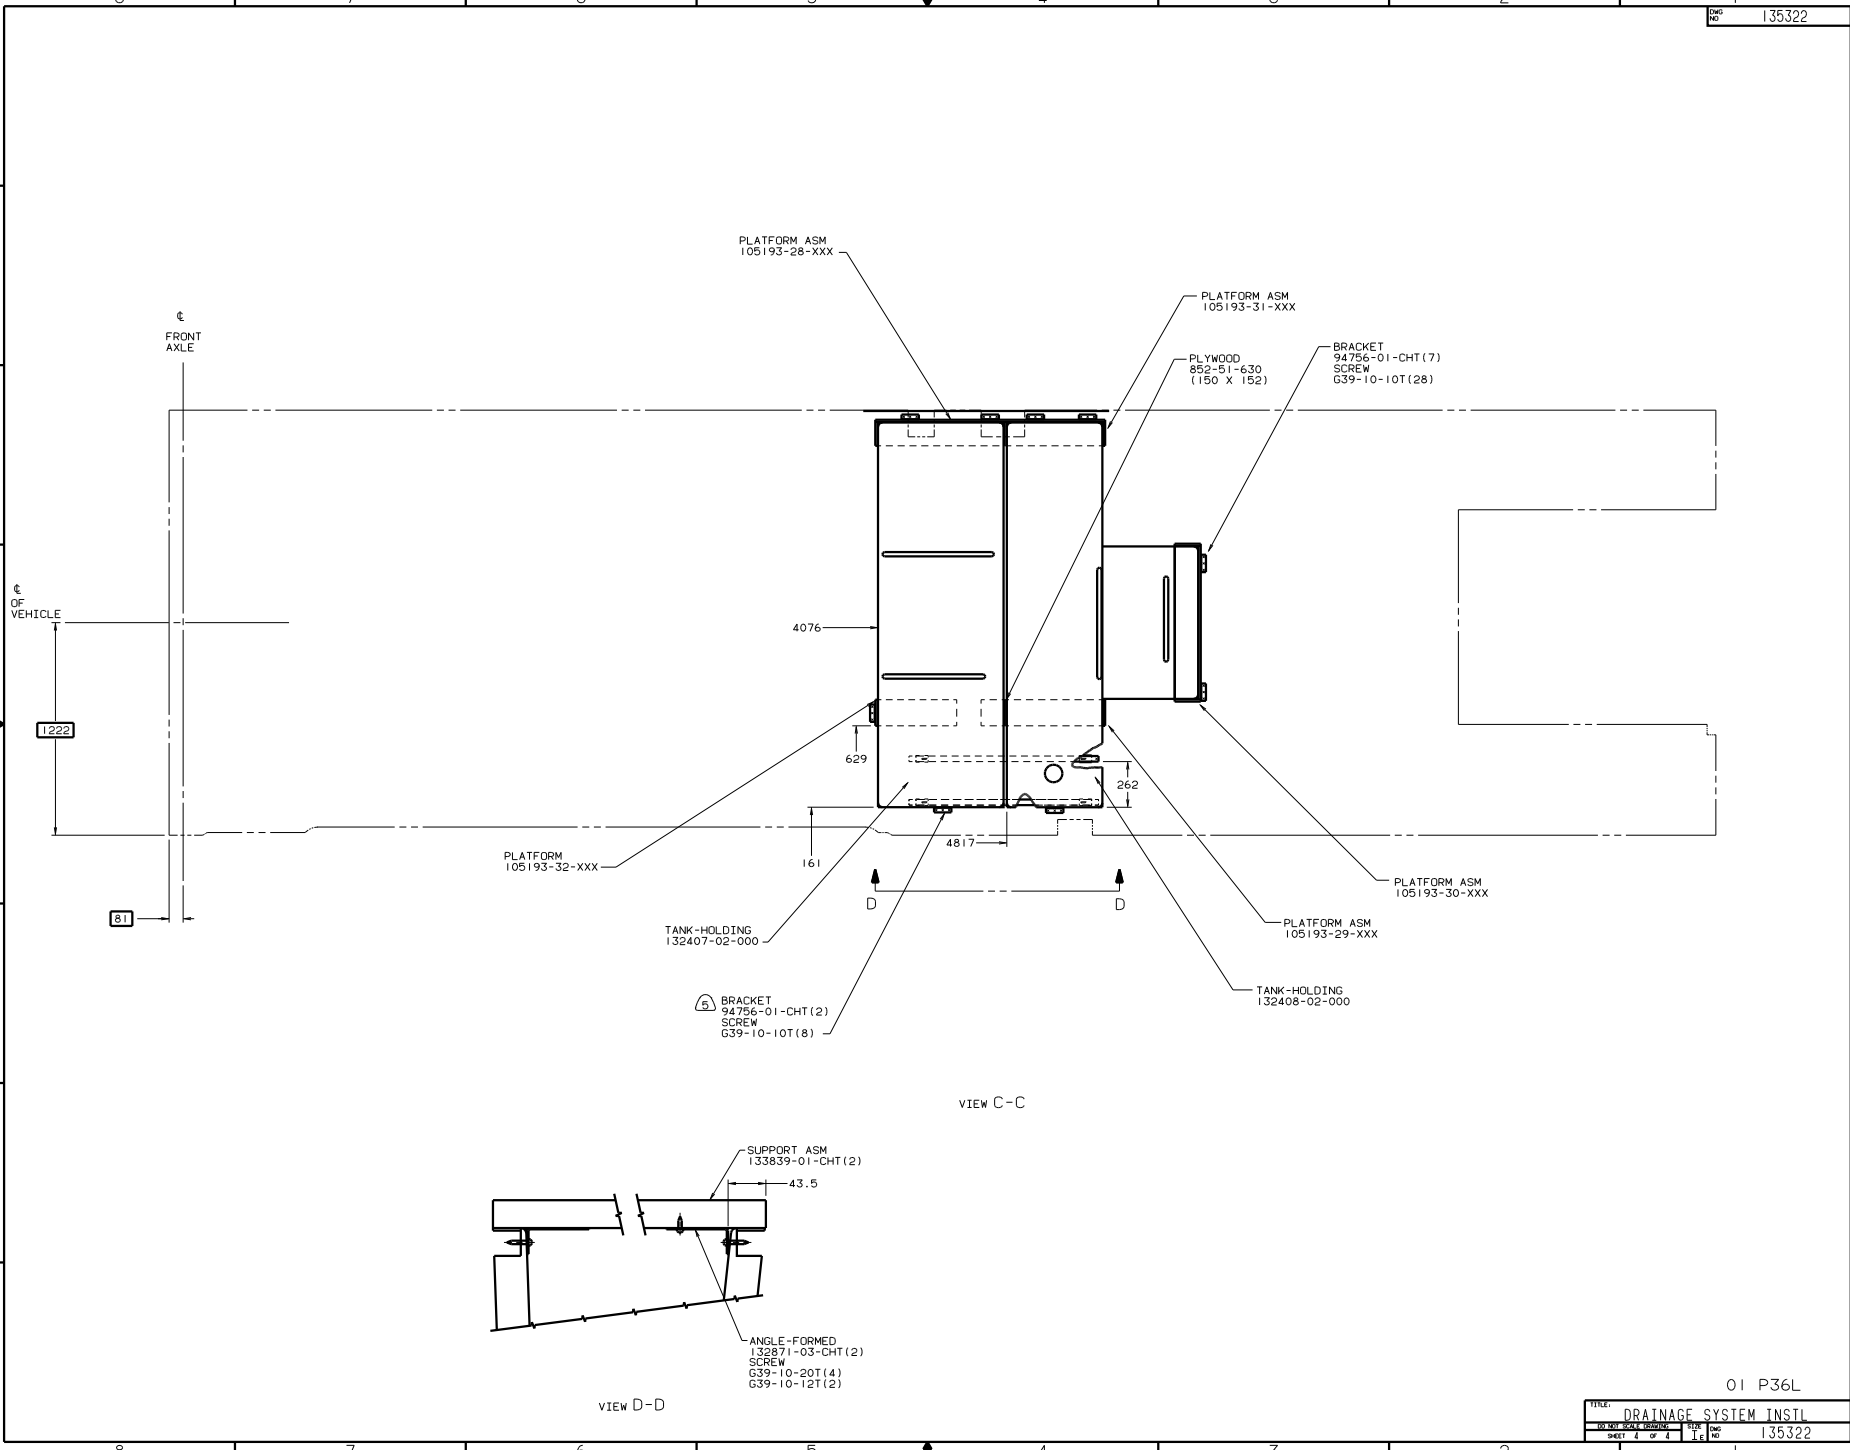 DWG NO 135322
PLATFORM ASM
105193-28-XXX
PLATFORM ASM
105193-31-XXX
℄
FRONT
AXLE
BRACKET
94756-01-CHT(7)
SCREW
G39-10-10T(28)
PLYWOOD
852-51-630
(150 X 152)
℄
OF
VEHICLE
4076
1222
629
262
4817
161
PLATFORM
105193-32-XXX
PLATFORM ASM
105193-30-XXX
81
D
D
PLATFORM ASM
105193-29-XXX
TANK-HOLDING
132407-02-000
TANK-HOLDING
132408-02-000
5
BRACKET
94756-01-CHT(2)
SCREW
G39-10-10T(8)
VIEW C-C
SUPPORT ASM
133839-01-CHT(2)
43.5
ANGLE-FORMED
132871-03-CHT(2)
SCREW
G39-10-20T(4)
G39-10-12T(2)
VIEW D-D
01 P36L
TITLE:
DRAINAGE SYSTEM INSTL
DO NOT SCALE DRAWING
SHEET 4 OF 4
SIZE
DWG NO 135322